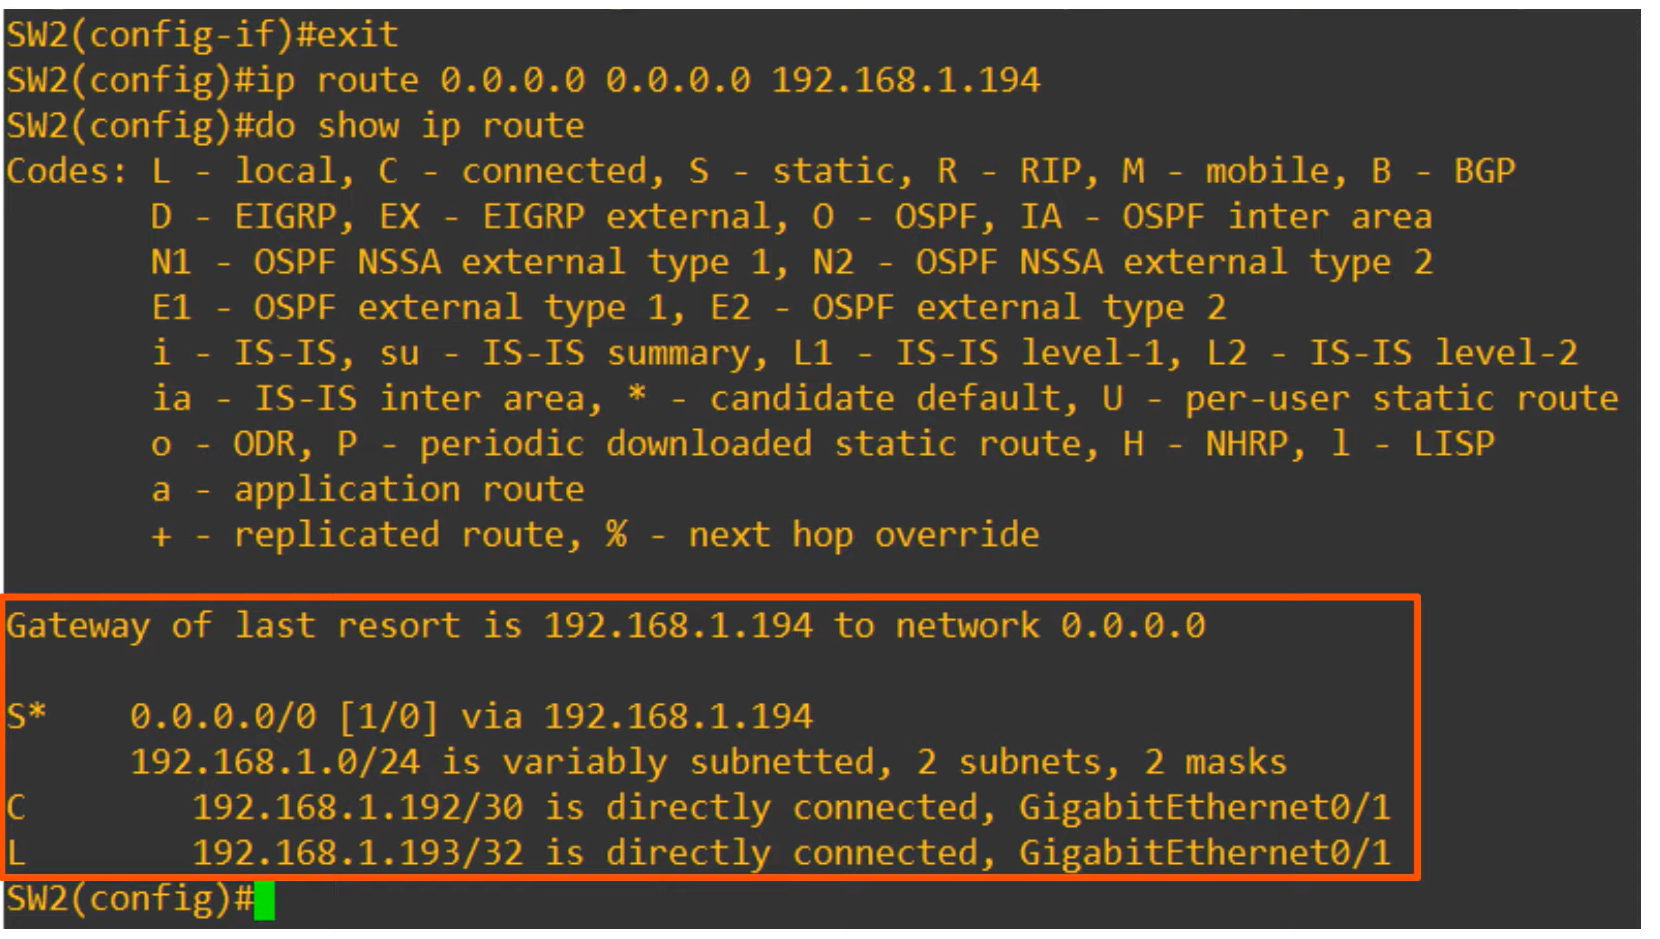 SW2(config-if)#exit
SW2(config)#ip route 0.0.0.0 0.0.0.0 192.168.1.194
SW2(config)#do show ip route
Codes: L - local, C - connected, S - static, R - RIP, M - mobile, B - BGP
       D - EIGRP, EX - EIGRP external, O - OSPF, IA - OSPF inter area
       N1 - OSPF NSSA external type 1, N2 - OSPF NSSA external type 2
       E1 - OSPF external type 1, E2 - OSPF external type 2
       i - IS-IS, su - IS-IS summary, L1 - IS-IS level-1, L2 - IS-IS level-2
       ia - IS-IS inter area, * - candidate default, U - per-user static route
       o - ODR, P - periodic downloaded static route, H - NHRP, l - LISP
       a - application route
       + - replicated route, % - next hop override
Gateway of last resort is 192.168.1.194 to network 0.0.0.0
S*    0.0.0.0/0 [1/0] via 192.168.1.194
      192.168.1.0/24 is variably subnetted, 2 subnets, 2 masks
C        192.168.1.192/30 is directly connected, GigabitEthernet0/1
L        192.168.1.193/32 is directly connected, GigabitEthernet0/1
SW2(config)#